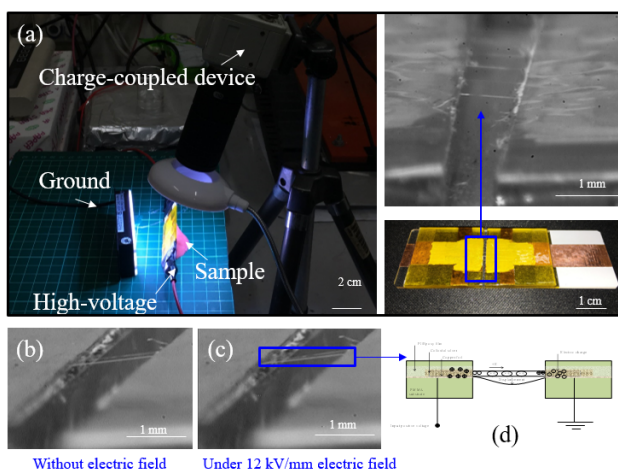 (a)
Charge-coupled device
Ground
Sample
High-voltage
2 cm
1 mm
1 cm
(b)
1 mm
(c)
1 mm
(d)
Without electric field
Under 12 kV/mm electric field